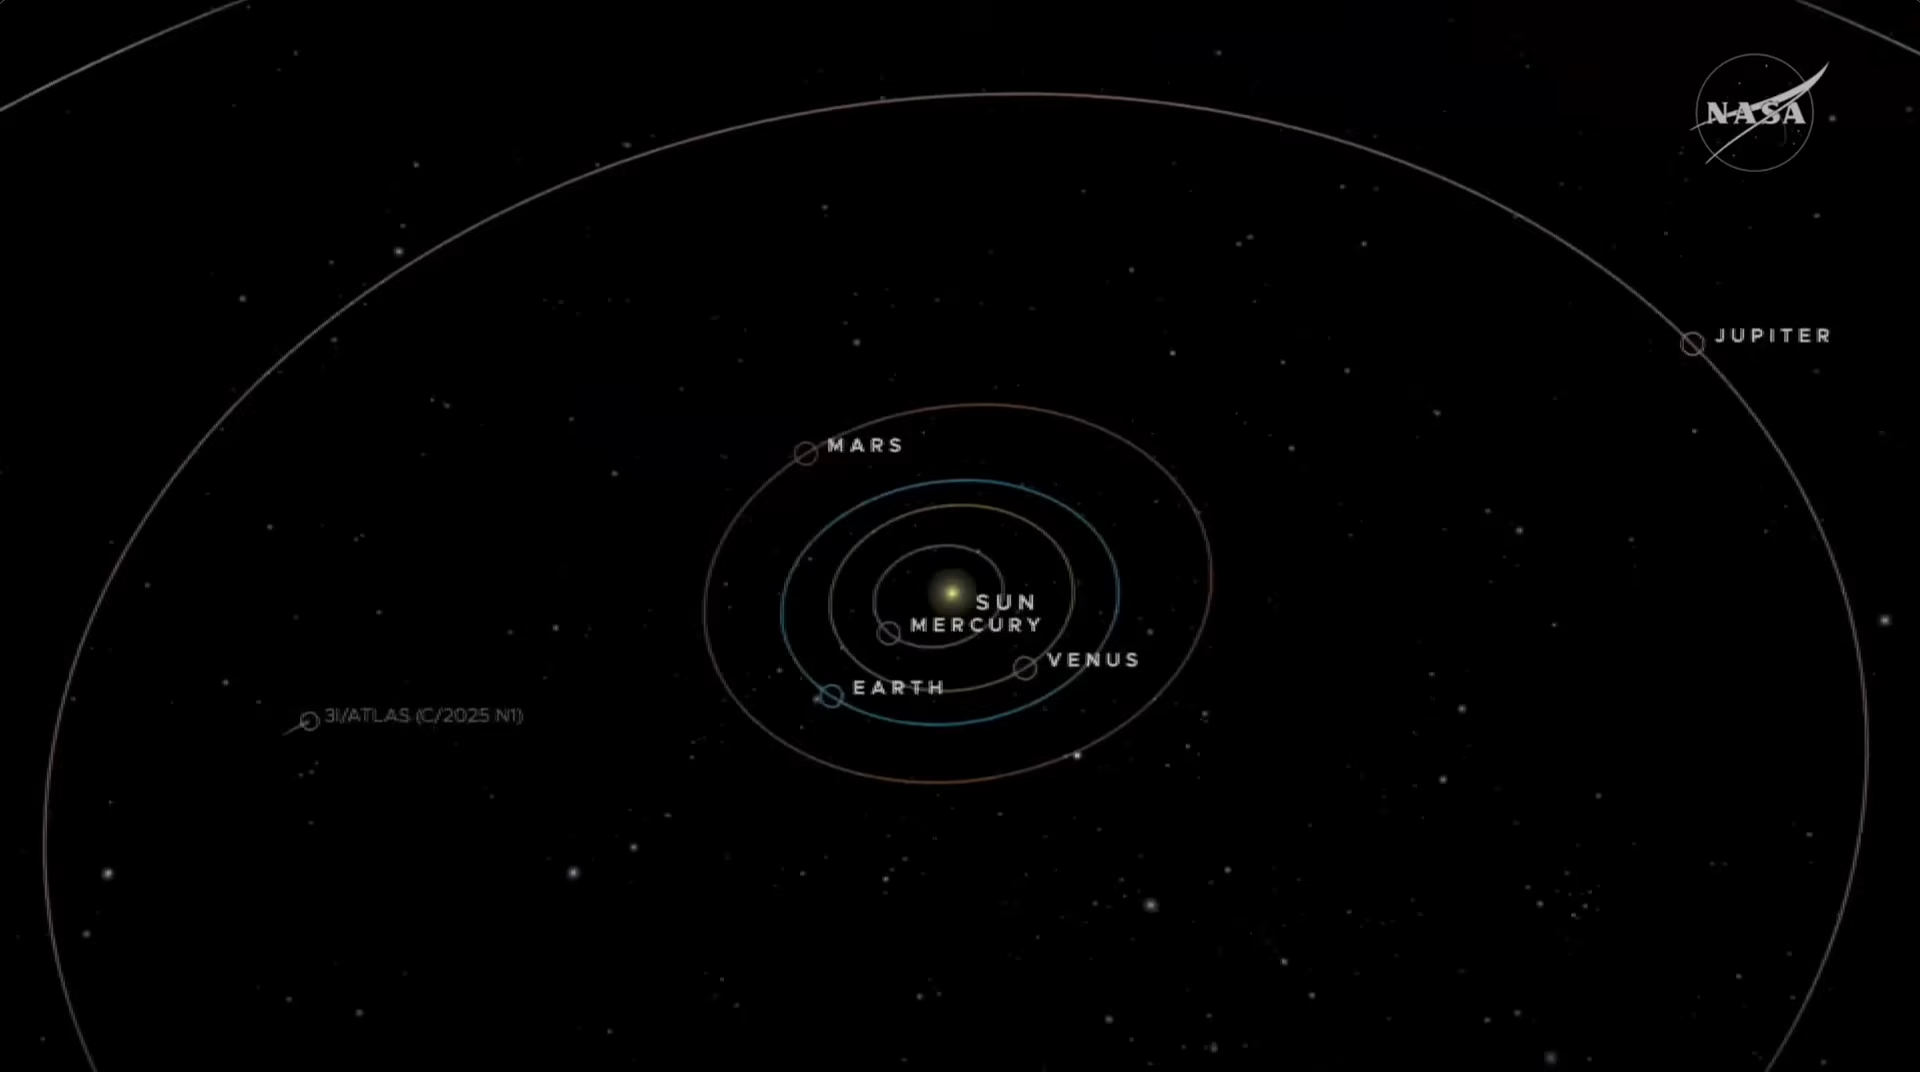 NASA
JUPITER
MARS
SUN
MERCURY
VENUS
EARTH
3I/ATLAS (C/2025 N1)